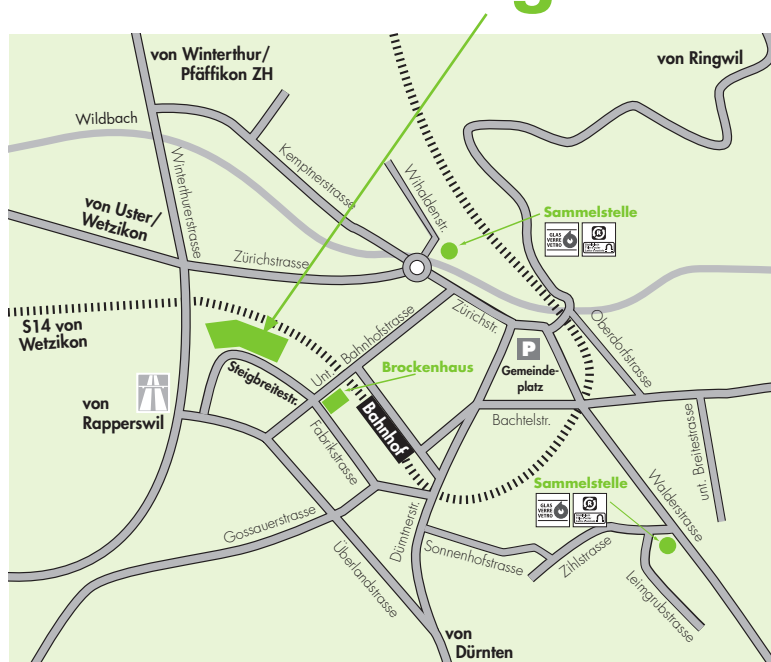 g
von Winterthur/
Pfäffikon ZH
von Ringwil
Wildbach
Kemptnerstrasse
Winterthurerstrasse
Wihaldenstr.
von Uster/
Wetzikon
Sammelstelle
GLAS
VERRE
VETRO
Zürichstrasse
S14 von
Wetzikon
Unt. Bahnhofstrasse
Zürichstr.
Oberdorfstrasse
P
Gemeinde-
platz
Steigbreitestr.
Brockenhaus
von
Rapperswil
Bahnhof
Fabrikstrasse
Bachtelstr.
unt. Breitestrasse
Sammelstelle
GLAS
VERRE
VETRO
Walderstrasse
Gossauerstrasse
Dürntnerstr.
Überlandstrasse
Sonnenhofstrasse
Zihlstrasse
Leimgrubstrasse
von
Dürnten